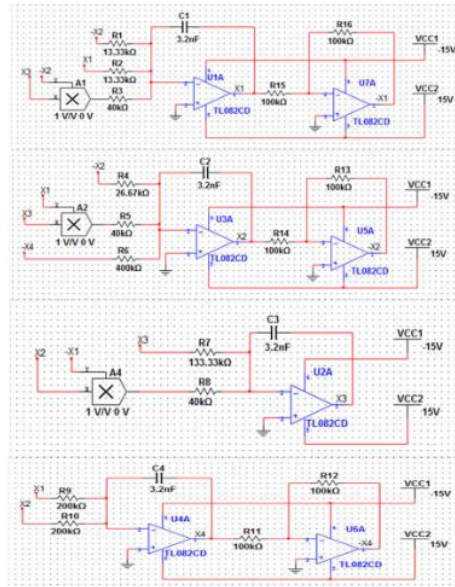 C1
3.2nF
-X2
R1
13.33kΩ
R16
100kΩ
VCC1
-15V
X1
R2
13.33kΩ
X3
-X2
A1
1 V/V 0 V
R3
40kΩ
U1A
X1
R15
100kΩ
U7A
-X1
TL082CD
TL082CD
VCC2
15V
-X2
R4
26.67kΩ
C2
3.2nF
R13
100kΩ
VCC1
-15V
X1
X3
A2
1 V/V 0 V
R5
40kΩ
-X4
R6
400kΩ
U3A
X2
R14
100kΩ
U5A
-X2
TL082CD
TL082CD
VCC2
15V
X3
R7
133.33kΩ
C3
3.2nF
VCC1
-15V
X2
-X1
A4
1 V/V 0 V
R8
40kΩ
U2A
X3
TL082CD
VCC2
15V
C4
3.2nF
X1
R9
200kΩ
X2
R10
200kΩ
R12
100kΩ
VCC1
-15V
U4A
X4
R11
100kΩ
U6A
-X4
TL082CD
TL082CD
VCC2
15V